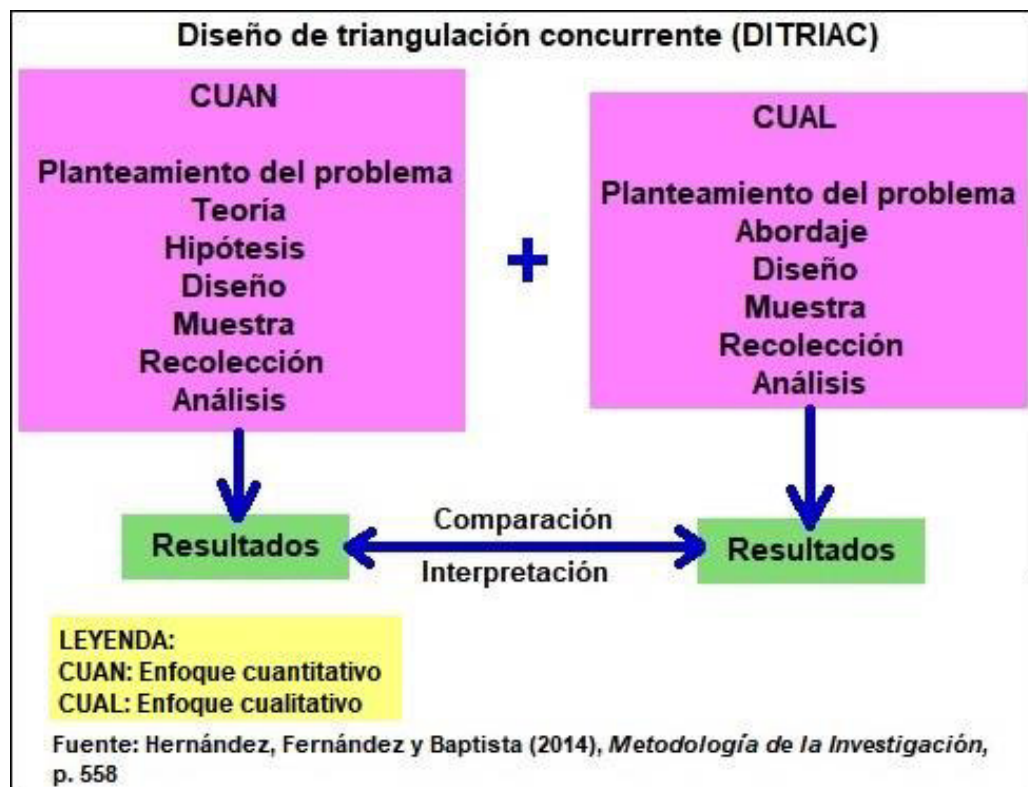 Diseño de triangulación concurrente (DITRIAC)
CUAN
Planteamiento del problema
Teoría
Hipótesis
Diseño
Muestra
Recolección
Análisis
+
CUAL
Planteamiento del problema
Abordaje
Diseño
Muestra
Recolección
Análisis
Resultados
Comparación
Interpretación
Resultados
LEYENDA:
CUAN: Enfoque cuantitativo
CUAL: Enfoque cualitativo
Fuente: Hernández, Fernández y Baptista (2014), Metodología de la Investigación,
p. 558